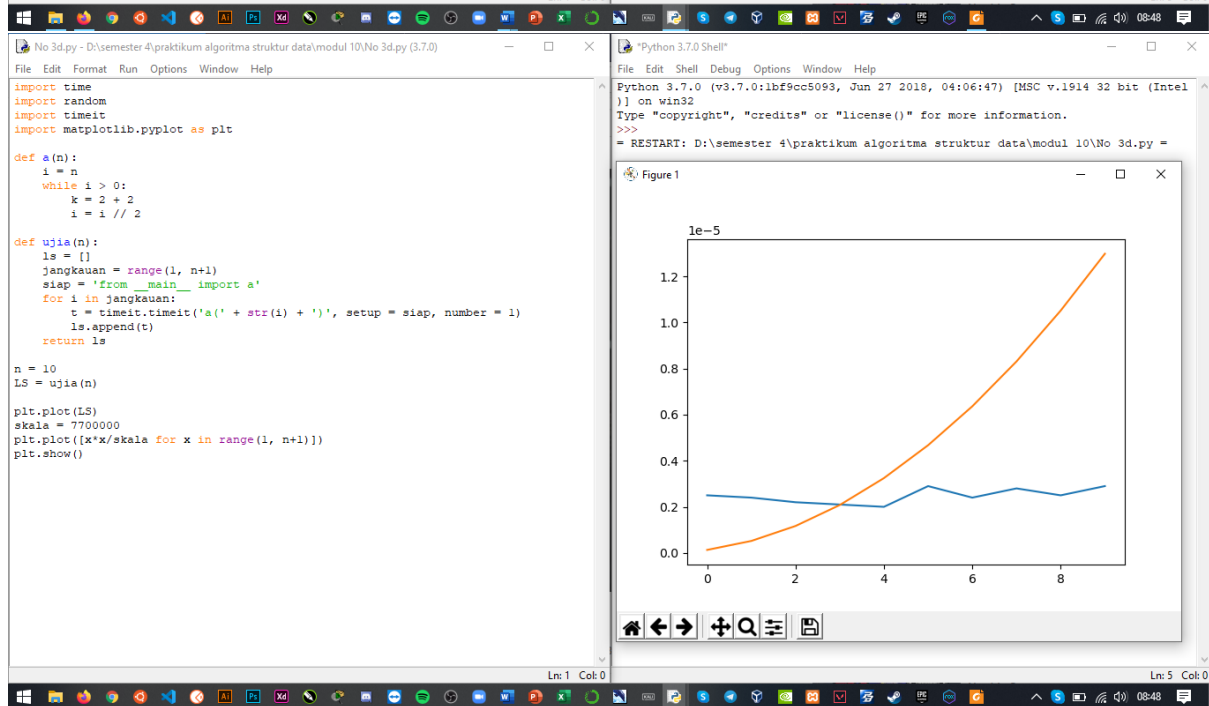 08:48
No 3d.py - D:\semester 4\praktikum algoritma struktur data\modul 10\No 3d.py (3.7.0)
File Edit Format Run Options Window Help
import time
import random
import timeit
import matplotlib.pyplot as plt
def a(n):
    i = n
    while i > 0:
        k = 2 + 2
        i = i // 2
def ujia(n):
    ls = []
    jangkauan = range(1, n+1)
    siap = 'from __main__ import a'
    for i in jangkauan:
        t = timeit.timeit('a(' + str(i) + ')', setup = siap, number = 1)
        ls.append(t)
    return ls
n = 10
LS = ujia(n)
plt.plot(LS)
skala = 7700000
plt.plot([x*x/skala for x in range(1, n+1)])
plt.show()
Ln: 1 Col: 0
*Python 3.7.0 Shell*
File Edit Shell Debug Options Window Help
Python 3.7.0 (v3.7.0:1bf9cc5093, Jun 27 2018, 04:06:47) [MSC v.1914 32 bit (Intel
)] on win32
Type "copyright", "credits" or "license()" for more information.
>>>
= RESTART: D:\semester 4\praktikum algoritma struktur data\modul 10\No 3d.py =
Figure 1
1e−5
1.2
1.0
0.8
0.6
0.4
0.2
0.0
0 2 4 6 8
Ln: 5 Col: 0
08:48